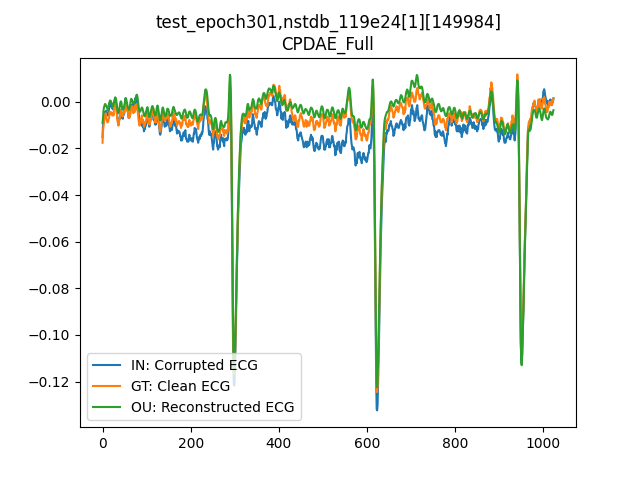 test_epoch301,nstdb_119e24[1][149984]
CPDAE_Full
0.00
−0.02
−0.04
−0.06
−0.08
−0.10
−0.12
IN: Corrupted ECG
GT: Clean ECG
OU: Reconstructed ECG
0 200 400 600 800 1000